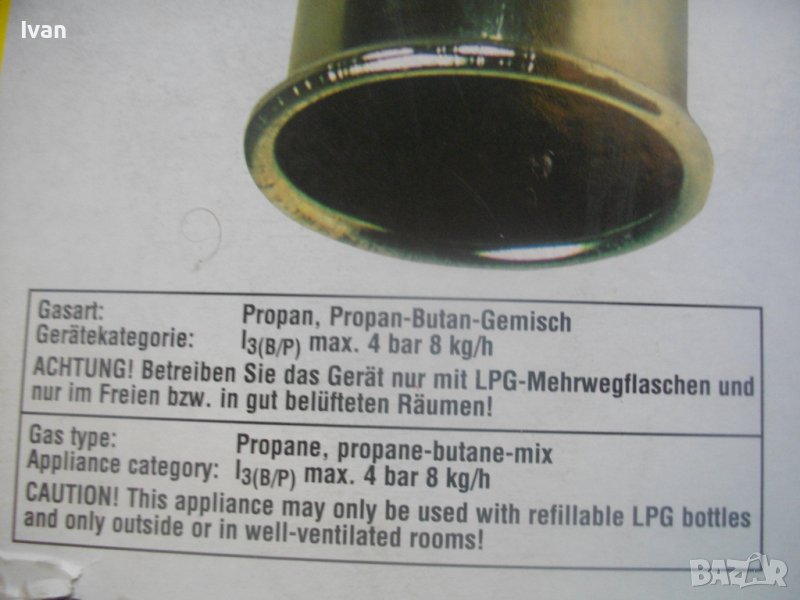 Ivan
Gasart: Propan, Propan-Butan-Gemisch
Gerätekategorie: I3(B/P) max. 4 bar 8 kg/h
ACHTUNG! Betreiben Sie das Gerät nur mit LPG-Mehrwegflaschen und
nur im Freien bzw. in gut belüfteten Räumen!
Gas type: Propane, propane-butane-mix
Appliance category: I3(B/P) max. 4 bar 8 kg/h
CAUTION! This appliance may only be used with refillable LPG bottles
and only outside or in well-ventilated rooms!
BAZAR